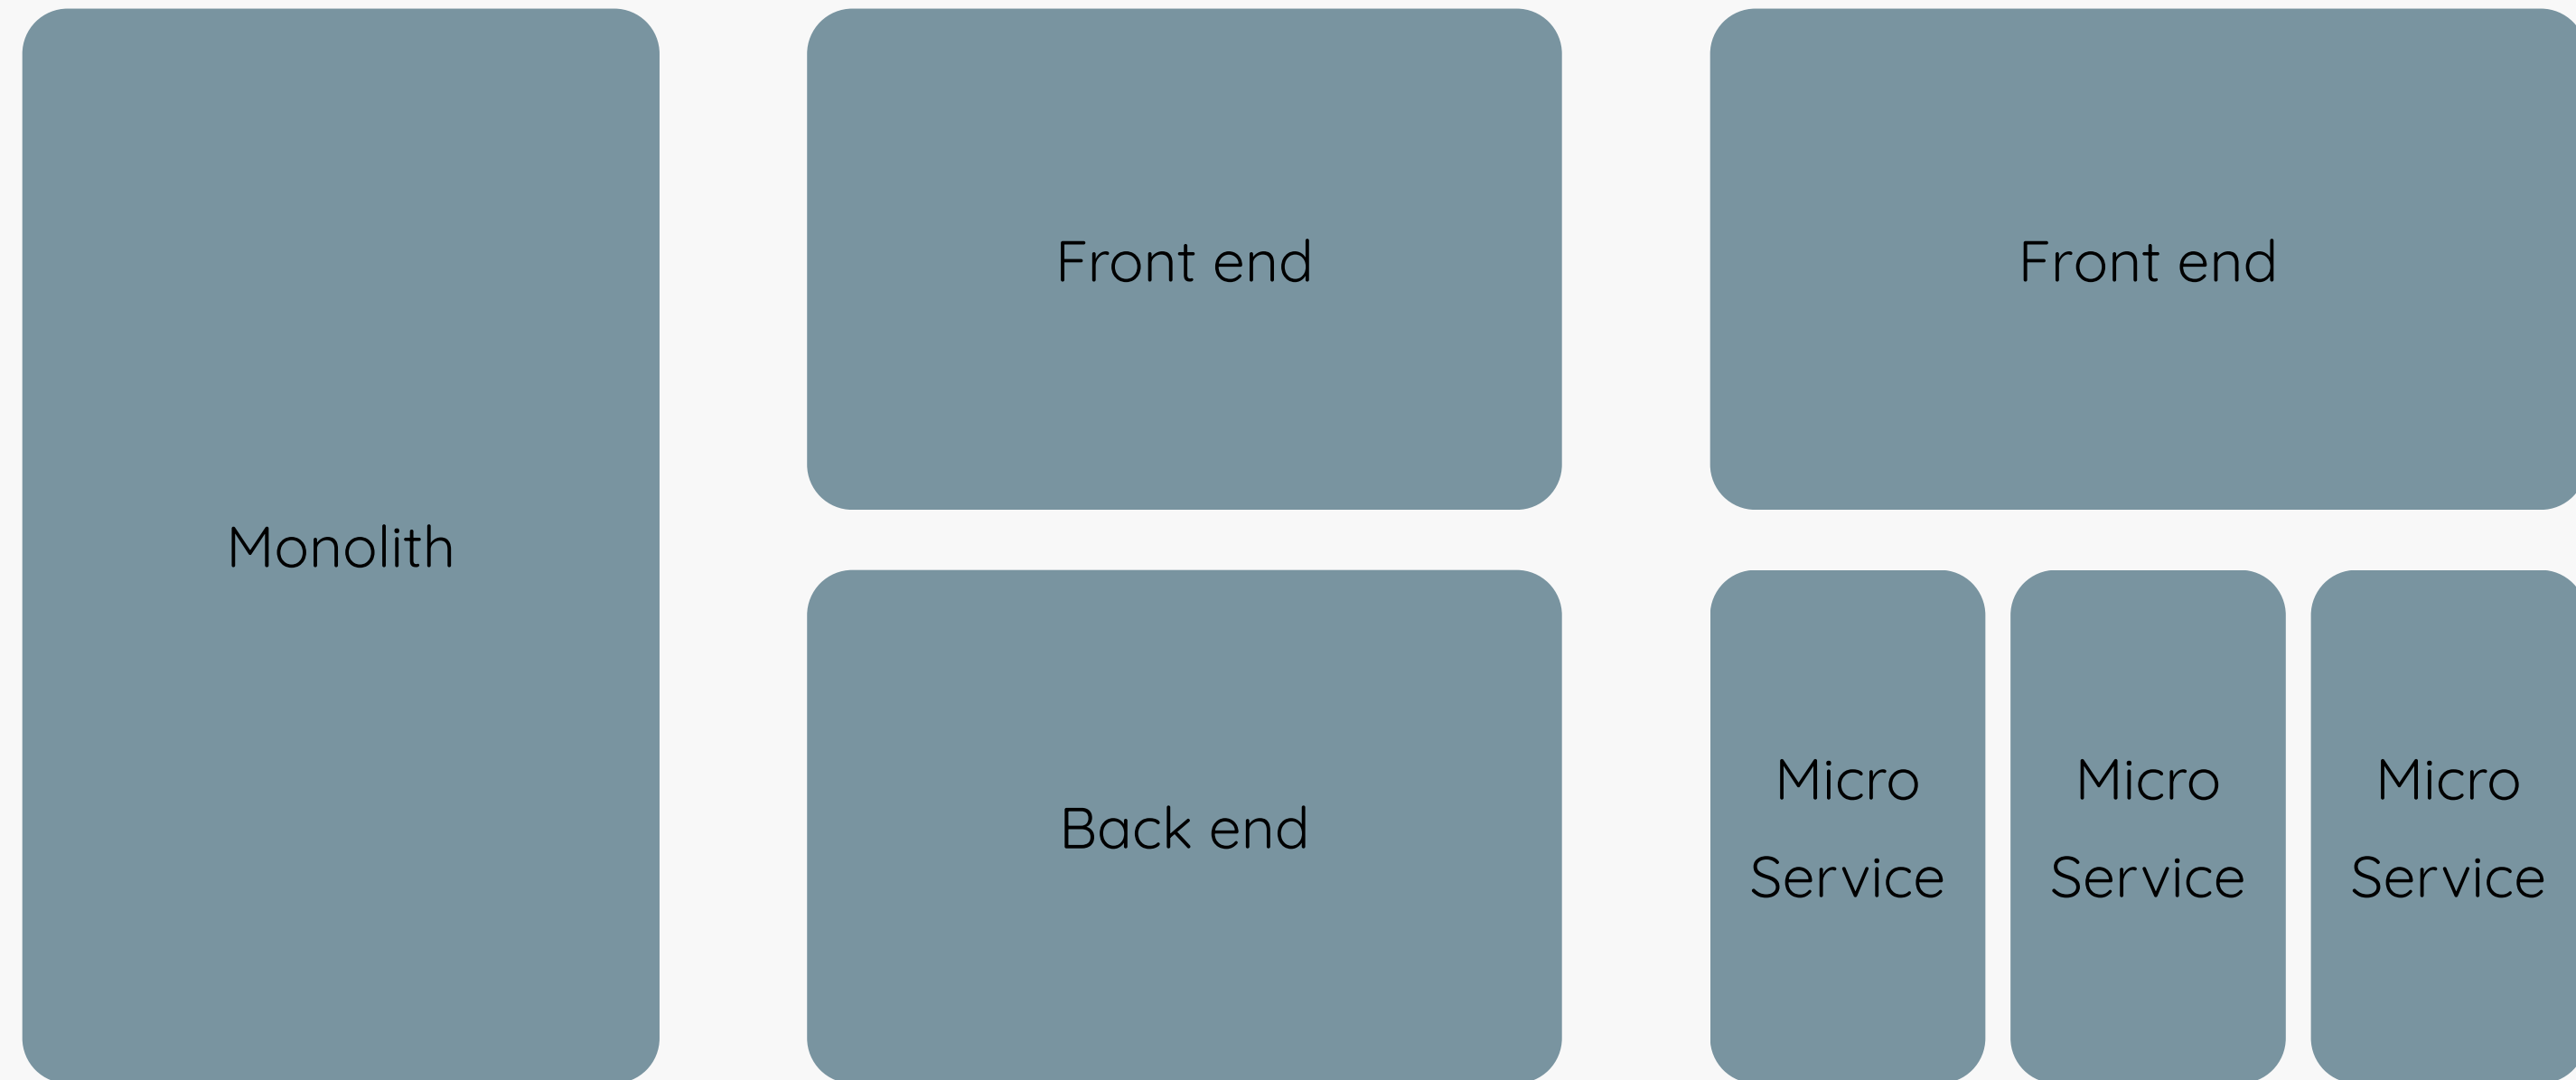 Monolith
Front end
Back end
Front end
Micro
Service
Micro
Service
Micro
Service